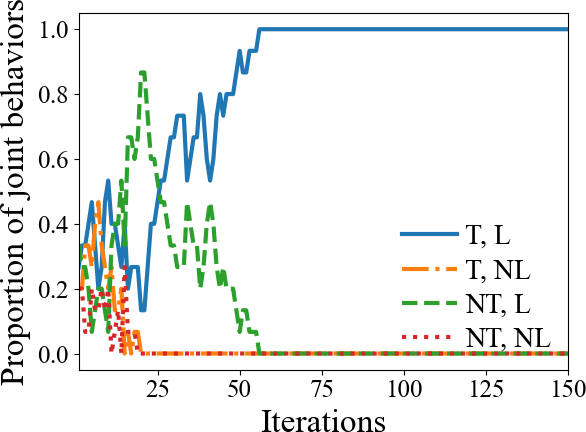 Proportion of joint behaviors
1.0
0.8
0.6
0.4
0.2
0.0
T, L
T, NL
NT, L
NT, NL
25 50 75 100 125 150
Iterations